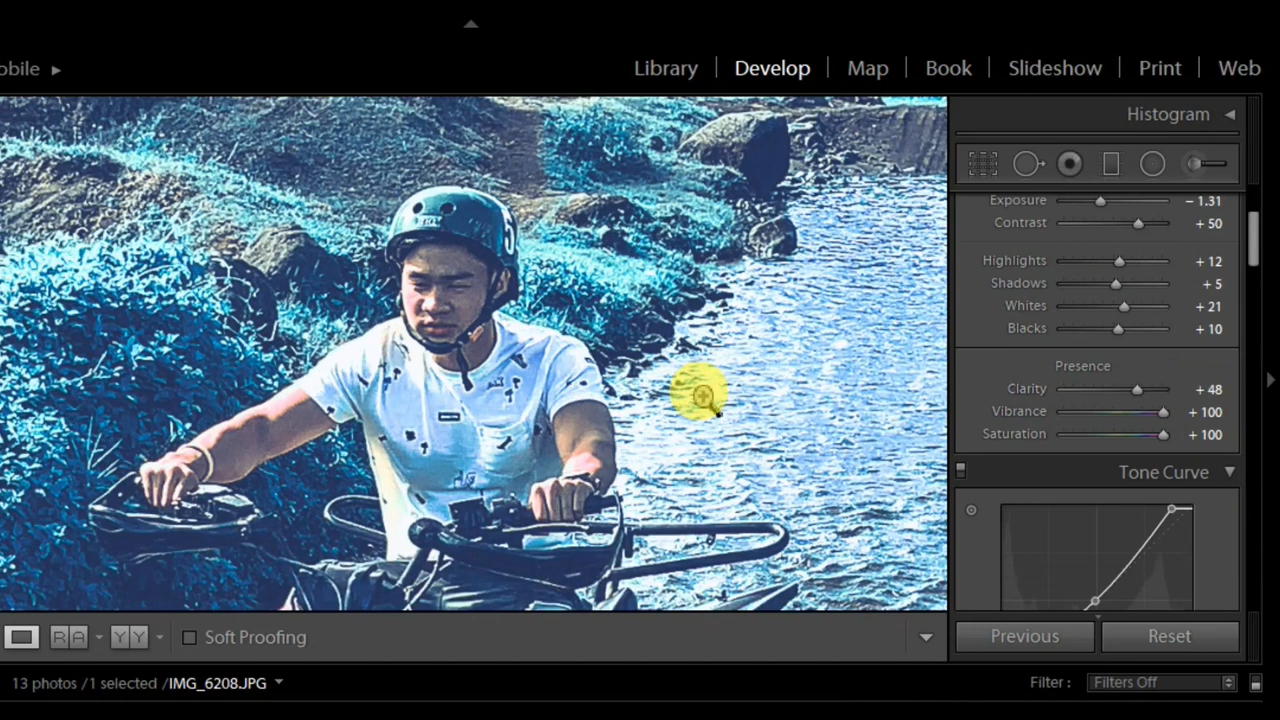 obile
Library Develop Map Book Slideshow Print Web
Histogram
Exposure − 1.31
Contrast + 50
Highlights + 12
Shadows + 5
Whites + 21
Blacks + 10
Presence
Clarity + 48
Vibrance + 100
Saturation + 100
Tone Curve
RA YY Soft Proofing
Previous Reset
13 photos /1 selected /IMG_6208.JPG
Filter : Filters Off